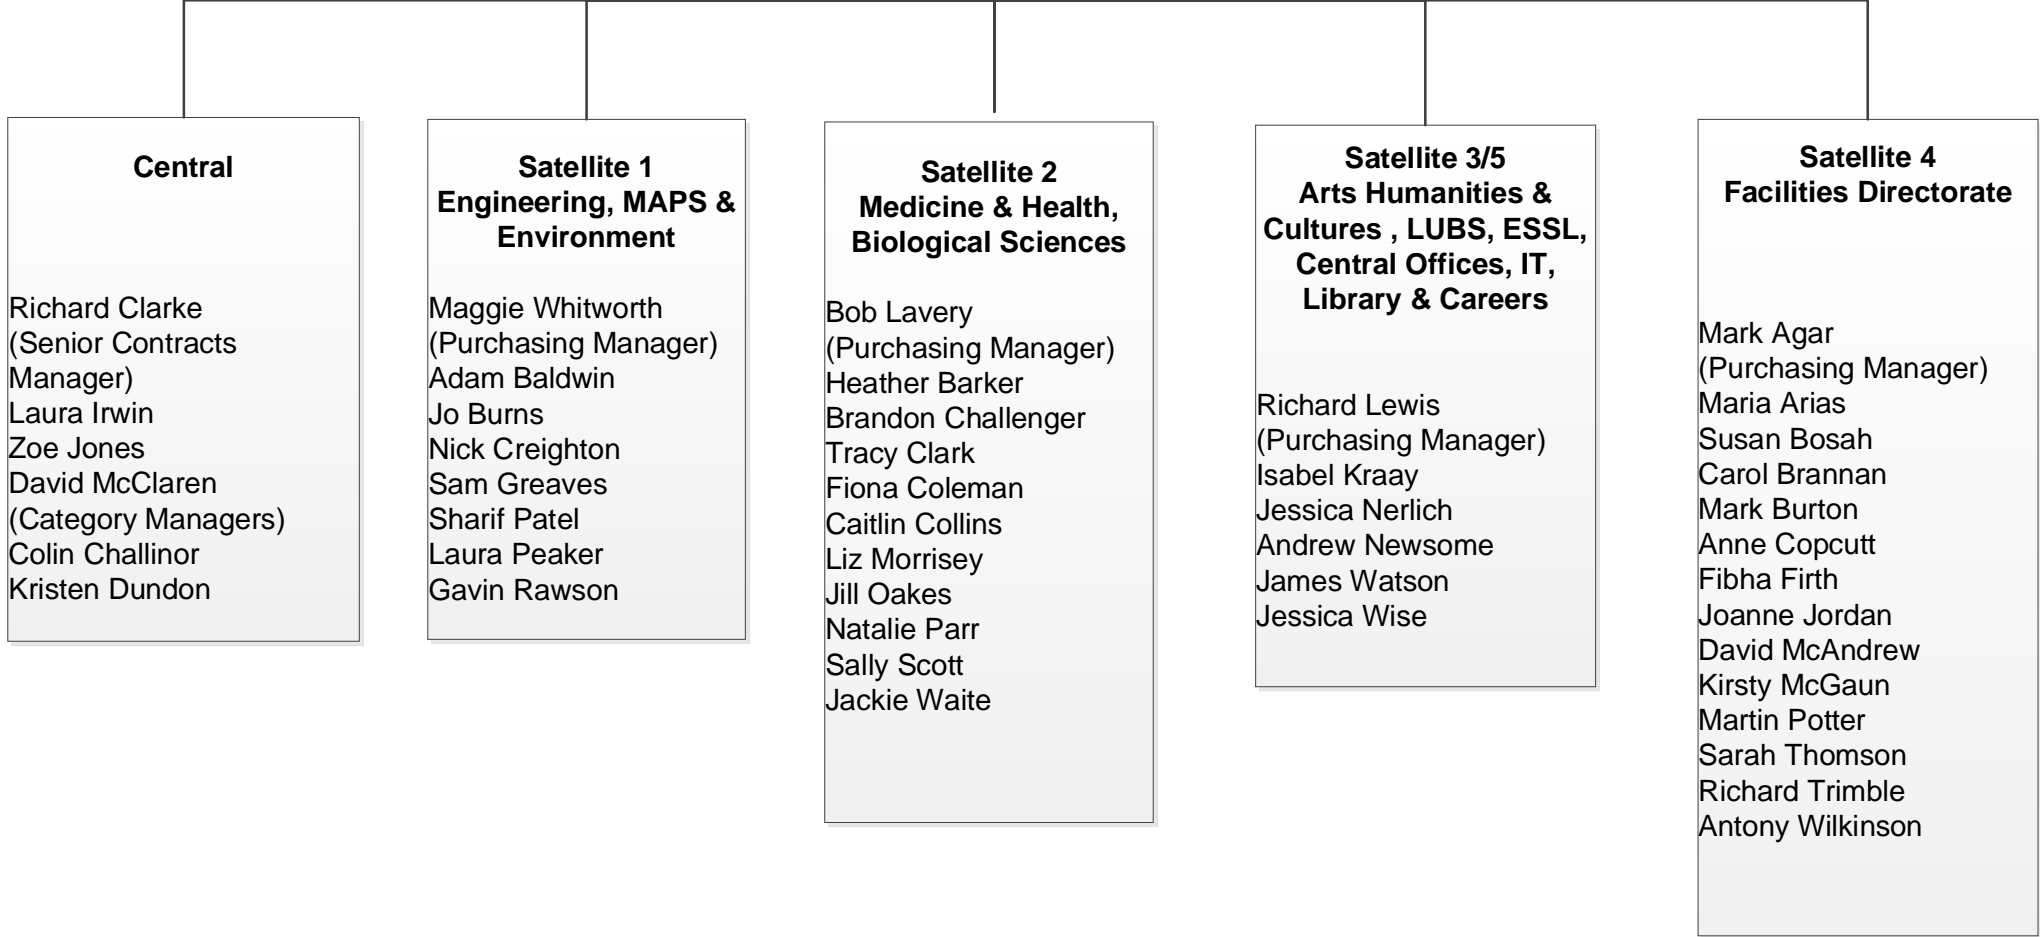 Central
Richard Clarke
(Senior Contracts
Manager)
Laura Irwin
Zoe Jones
David McClaren
(Category Managers)
Colin Challinor
Kristen Dundon
Satellite 1
Engineering, MAPS &
Environment
Maggie Whitworth
(Purchasing Manager)
Adam Baldwin
Jo Burns
Nick Creighton
Sam Greaves
Sharif Patel
Laura Peaker
Gavin Rawson
Satellite 2
Medicine & Health,
Biological Sciences
Bob Lavery
(Purchasing Manager)
Heather Barker
Brandon Challenger
Tracy Clark
Fiona Coleman
Caitlin Collins
Liz Morrisey
Jill Oakes
Natalie Parr
Sally Scott
Jackie Waite
Satellite 3/5
Arts Humanities &
Cultures , LUBS, ESSL,
Central Offices, IT,
Library & Careers
Richard Lewis
(Purchasing Manager)
Isabel Kraay
Jessica Nerlich
Andrew Newsome
James Watson
Jessica Wise
Satellite 4
Facilities Directorate
Mark Agar
(Purchasing Manager)
Maria Arias
Susan Bosah
Carol Brannan
Mark Burton
Anne Copcutt
Fibha Firth
Joanne Jordan
David McAndrew
Kirsty McGaun
Martin Potter
Sarah Thomson
Richard Trimble
Antony Wilkinson